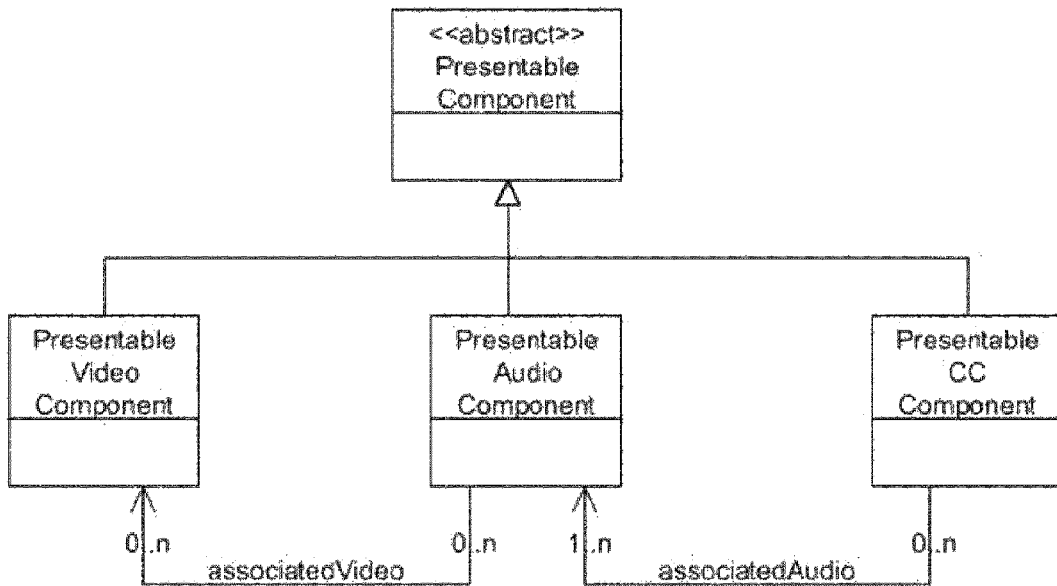 <<abstract>>
Presentable
Component
Presentable
Video
Component
Presentable
Audio
Component
Presentable
CC
Component
0..n
0..n
1..n
0..n
associatedVideo
associatedAudio